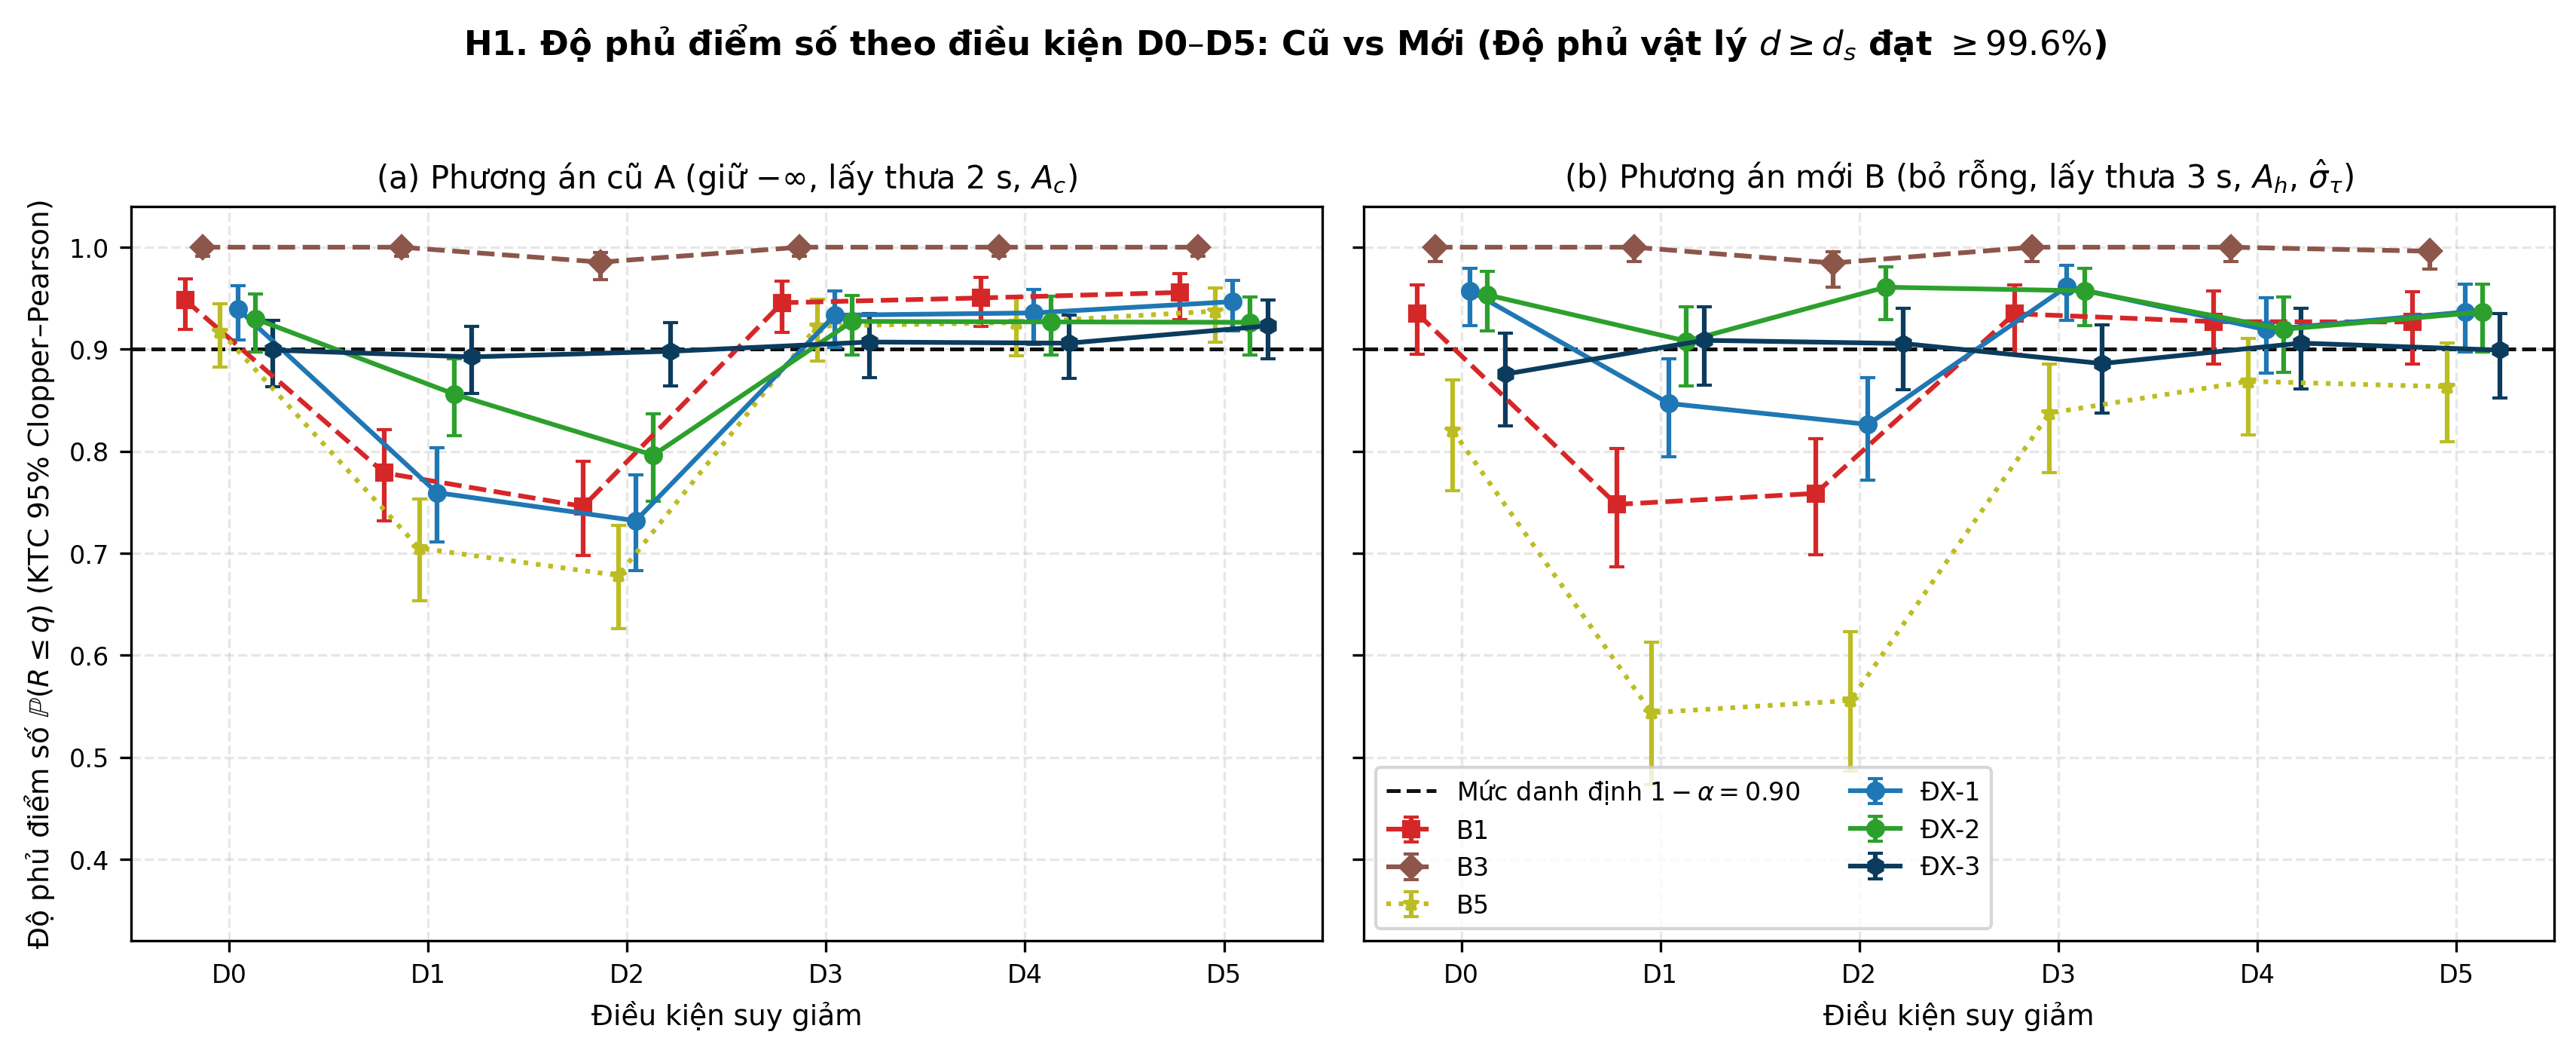 H1. Độ phủ điểm số theo điều kiện D0–D5: Cũ vs Mới (Độ phủ vật lý $d \geq d_s$ đạt $\geq 99.6\%$)
(a) Phương án cũ A (giữ −∞, lấy thưa 2 s, $A_c$)
Độ phủ điểm số ℙ(R ≤ q) (KTC 95% Clopper–Pearson)
1.0
0.9
0.8
0.7
0.6
0.5
0.4
D0 D1 D2 D3 D4 D5
Điều kiện suy giảm
(b) Phương án mới B (bỏ rỗng, lấy thưa 3 s, $A_h$, $\hat{\sigma}_\tau$)
Mức danh định 1 − α = 0.90
B1
B3
B5
ĐX-1
ĐX-2
ĐX-3
D0 D1 D2 D3 D4 D5
Điều kiện suy giảm